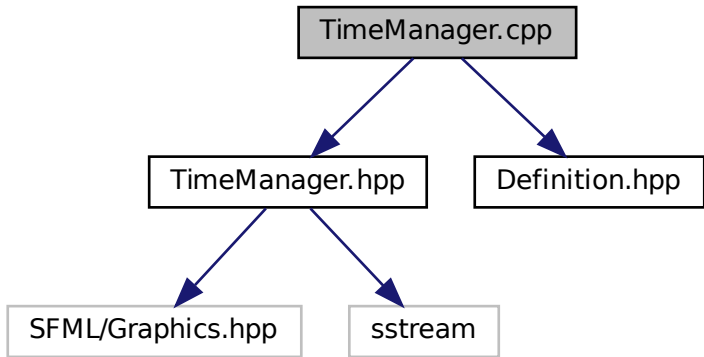 TimeManager.cpp
TimeManager.hpp
Definition.hpp
SFML/Graphics.hpp
sstream